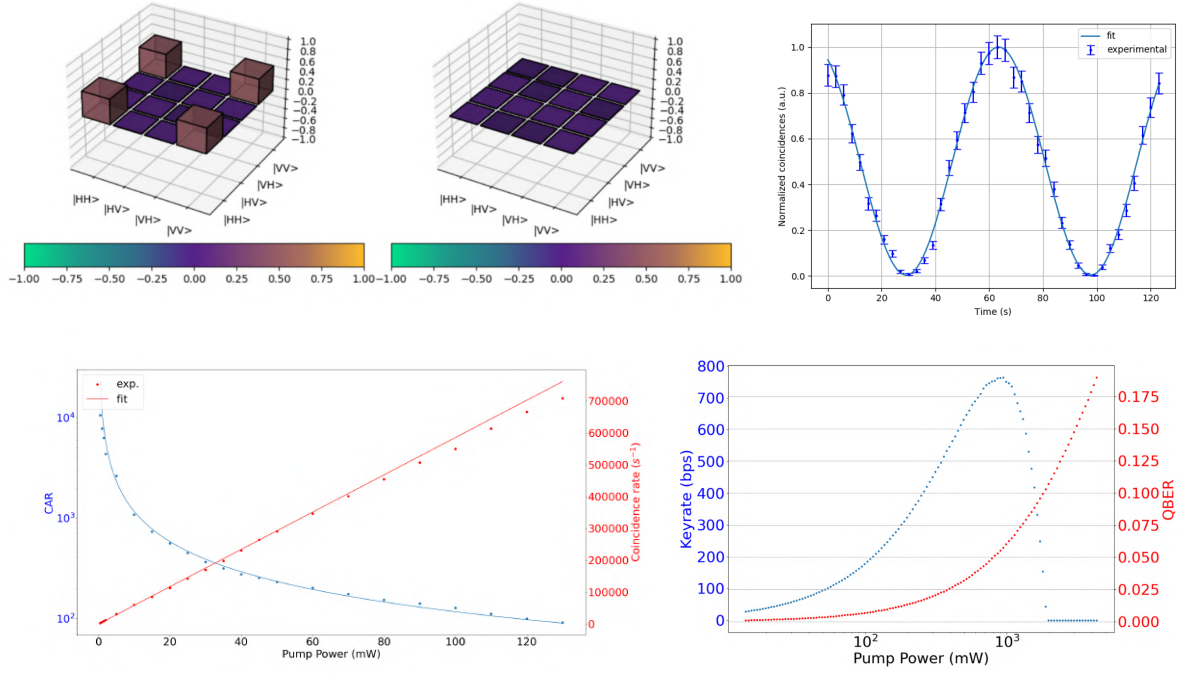 1.0
0.8
0.6
0.4
0.2
0.0
−0.2
−0.4
−0.6
−0.8
−1.0
|VV>
|VH>
|HV>
|HH>
|HH>
|HV>
|VH>
|VV>
−1.00 −0.75 −0.50 −0.25 0.00 0.25 0.50 0.75 1.00
1.0
0.8
0.6
0.4
0.2
0.0
−0.2
−0.4
−0.6
−0.8
−1.0
|VV>
|VH>
|HV>
|HH>
|HH>
|HV>
|VH>
|VV>
−1.00 −0.75 −0.50 −0.25 0.00 0.25 0.50 0.75 1.00
fit
experimental
Normalized coincidences (a.u.)
1.0
0.8
0.6
0.4
0.2
0.0
0 20 40 60 80 100 120
Time (s)
exp.
fit
CAR
10⁴
10³
10²
700000
600000
500000
400000
300000
200000
100000
0
Coincidence rate (s⁻¹)
0 20 40 60 80 100 120
Pump Power (mW)
Keyrate (bps)
800
700
600
500
400
300
200
100
0
0.175
0.150
0.125
0.100
0.075
0.050
0.025
0.000
QBER
10² 10³
Pump Power (mW)